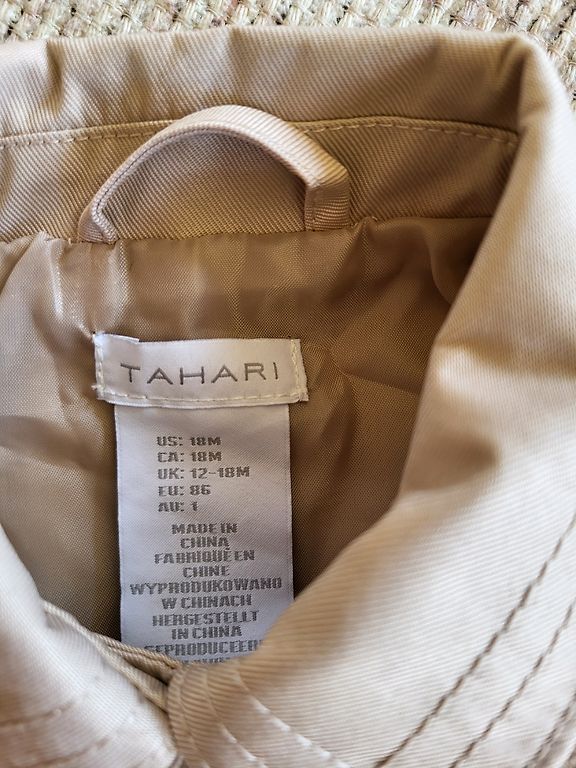 TAHARI
US: 18M
CA: 18M
UK: 12-18M
EU: 86
AU: 1
MADE IN
CHINA
FABRIQUÉ EN
CHINE
WYPRODUKOWANO
W CHINACH
HERGESTELLT
IN CHINA
GEPRODUCEERD